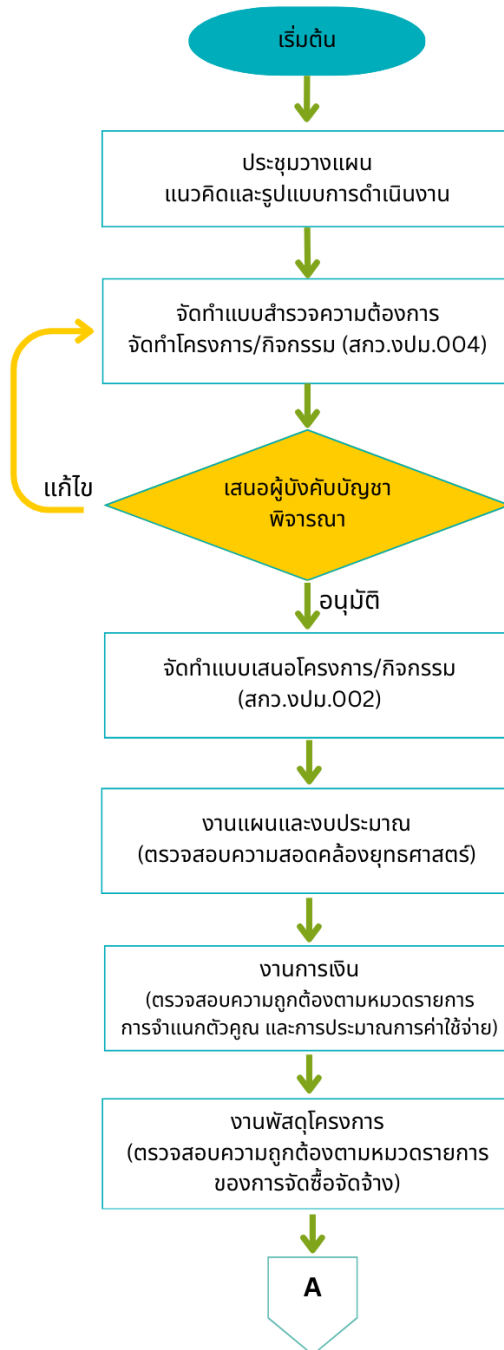 เริ่มต้น
ประชุมวางแผน
แนวคิดและรูปแบบการดำเนินงาน
จัดทำแบบสำรวจความต้องการ
จัดทำโครงการ/กิจกรรม (สกว.งปม.004)
แก้ไข
เสนอผู้บังคับบัญชา
พิจารณา
อนุมัติ
จัดทำแบบเสนอโครงการ/กิจกรรม
(สกว.งปม.002)
งานแผนและงบประมาณ
(ตรวจสอบความสอดคล้องยุทธศาสตร์)
งานการเงิน
(ตรวจสอบความถูกต้องตามหมวดรายการ
การจำแนกตัวคูณ และการประมาณการค่าใช้จ่าย)
งานพัสดุโครงการ
(ตรวจสอบความถูกต้องตามหมวดรายการ
ของการจัดซื้อจัดจ้าง)
A